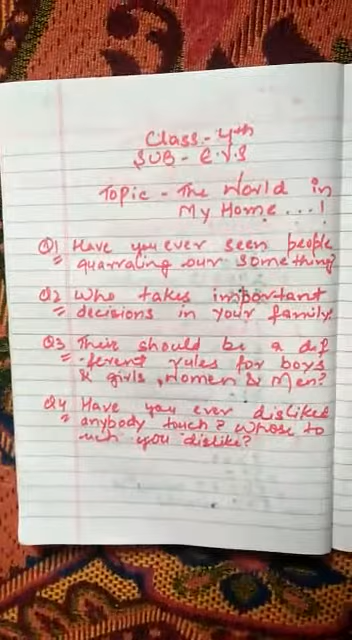 Class - 4th
SUB - E.V.S
Topic - The World in
My Home...!
Q1 Have you ever seen people
quarraling our something?
Q2 Who takes important
decisions in your family.
Q3 Their should be a dif
-ferent rules for boys
& girls, Women & Men?
Q4 Have you ever disliked
anybody touch? Whose to
uch you dislike?